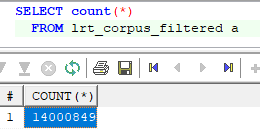 SELECT count(*)
FROM lrt_corpus_filtered a
# COUNT(*)
1 14000849